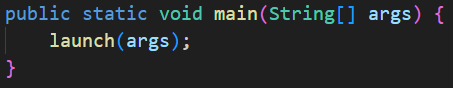 public static void main(String[] args) {
    launch(args);
}